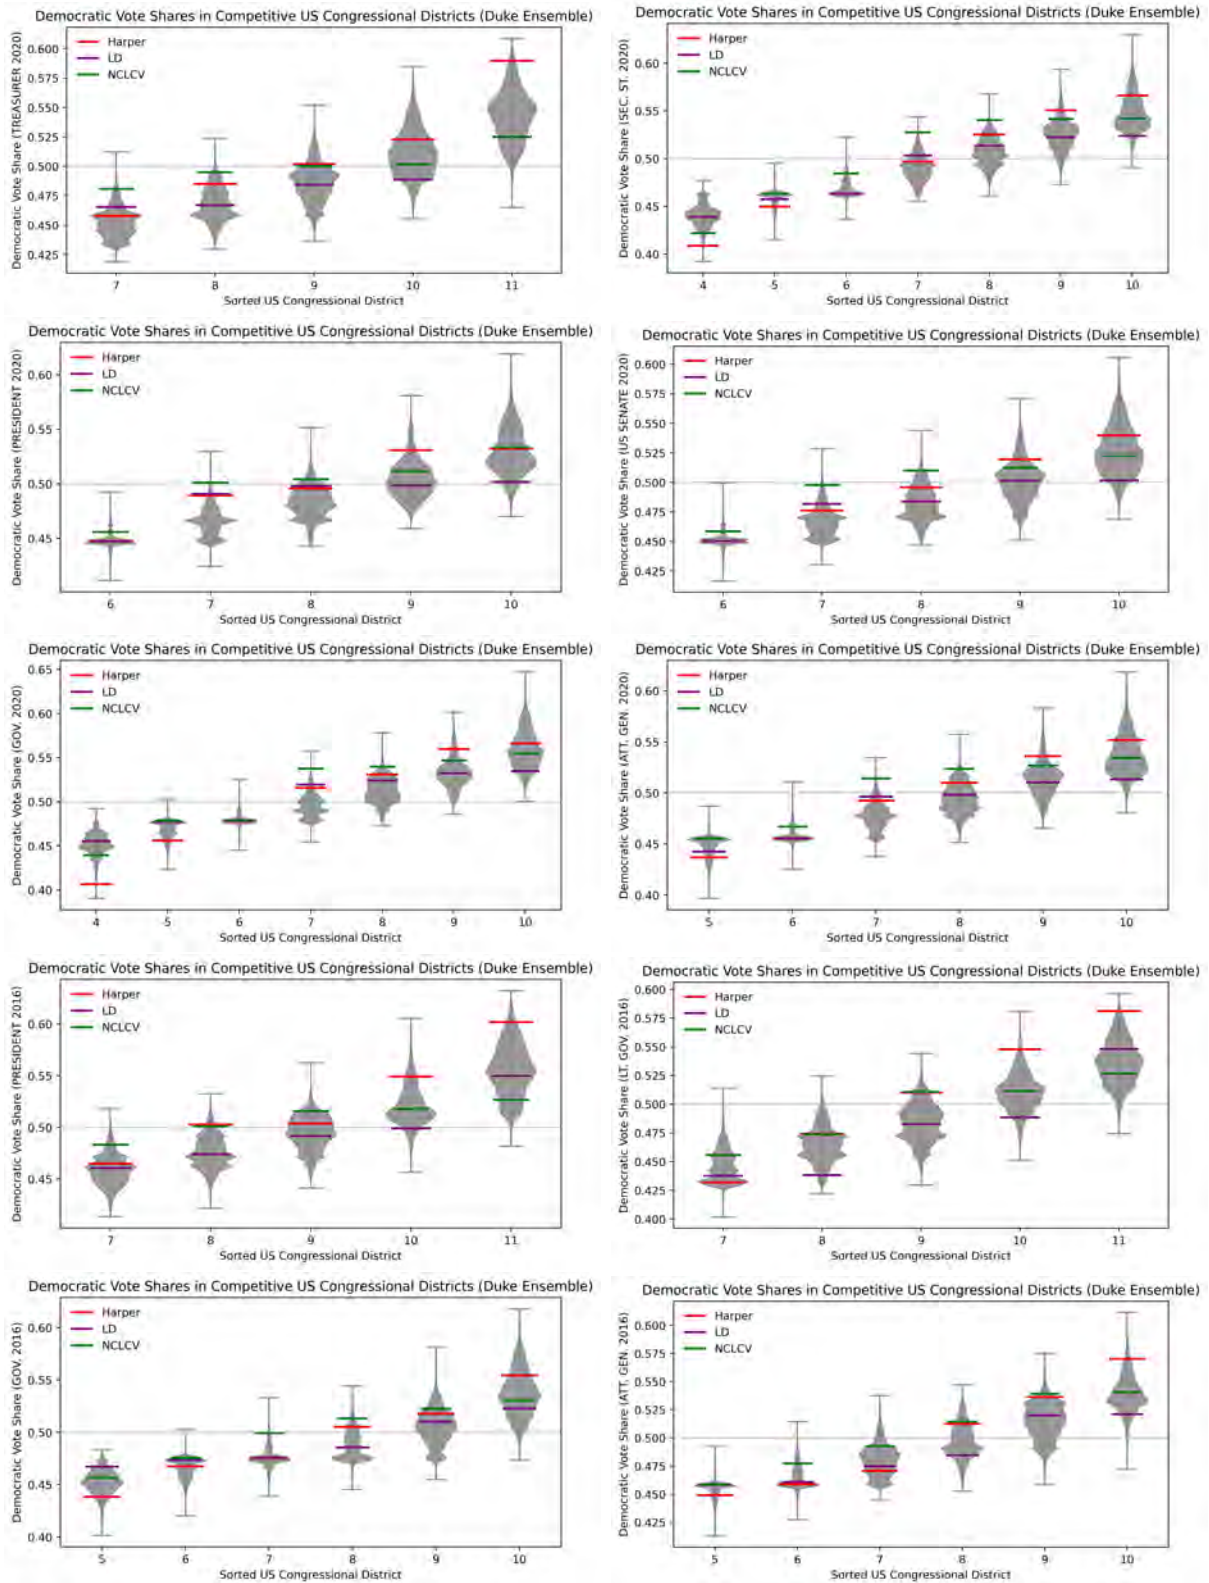 Democratic Vote Shares in Competitive US Congressional Districts (Duke Ensemble)
Democratic Vote Share (TREASURER 2020)
Harper
LD
NCLCV
0.600
0.575
0.550
0.525
0.500
0.475
0.450
0.425
7 8 9 10 11
Sorted US Congressional District
Democratic Vote Shares in Competitive US Congressional Districts (Duke Ensemble)
Democratic Vote Share (SEC. ST. 2020)
Harper
LD
NCLCV
0.60
0.55
0.50
0.45
0.40
4 5 6 7 8 9 10
Sorted US Congressional District
Democratic Vote Shares in Competitive US Congressional Districts (Duke Ensemble)
Democratic Vote Share (PRESIDENT 2020)
Harper
LD
NCLCV
0.60
0.55
0.50
0.45
6 7 8 9 10
Sorted US Congressional District
Democratic Vote Shares in Competitive US Congressional Districts (Duke Ensemble)
Democratic Vote Share (US SENATE 2020)
Harper
LD
NCLCV
0.600
0.575
0.550
0.525
0.500
0.475
0.450
0.425
6 7 8 9 10
Sorted US Congressional District
Democratic Vote Shares in Competitive US Congressional Districts (Duke Ensemble)
Democratic Vote Share (GOV. 2020)
Harper
LD
NCLCV
0.65
0.60
0.55
0.50
0.45
0.40
4 5 6 7 8 9 10
Sorted US Congressional District
Democratic Vote Shares in Competitive US Congressional Districts (Duke Ensemble)
Democratic Vote Share (ATT. GEN. 2020)
Harper
LD
NCLCV
0.60
0.55
0.50
0.45
0.40
5 6 7 8 9 10
Sorted US Congressional District
Democratic Vote Shares in Competitive US Congressional Districts (Duke Ensemble)
Democratic Vote Share (PRESIDENT 2016)
Harper
LD
NCLCV
0.60
0.55
0.50
0.45
7 8 9 10 11
Sorted US Congressional District
Democratic Vote Shares in Competitive US Congressional Districts (Duke Ensemble)
Democratic Vote Share (LT. GOV. 2016)
Harper
LD
NCLCV
0.600
0.575
0.550
0.525
0.500
0.475
0.450
0.425
0.400
7 8 9 10 11
Sorted US Congressional District
Democratic Vote Shares in Competitive US Congressional Districts (Duke Ensemble)
Democratic Vote Share (GOV. 2016)
Harper
LD
NCLCV
0.60
0.55
0.50
0.45
0.40
5 6 7 8 9 10
Sorted US Congressional District
Democratic Vote Shares in Competitive US Congressional Districts (Duke Ensemble)
Democratic Vote Share (ATT. GEN. 2016)
Harper
LD
NCLCV
0.600
0.575
0.550
0.525
0.500
0.475
0.450
0.425
5 6 7 8 9 10
Sorted US Congressional District